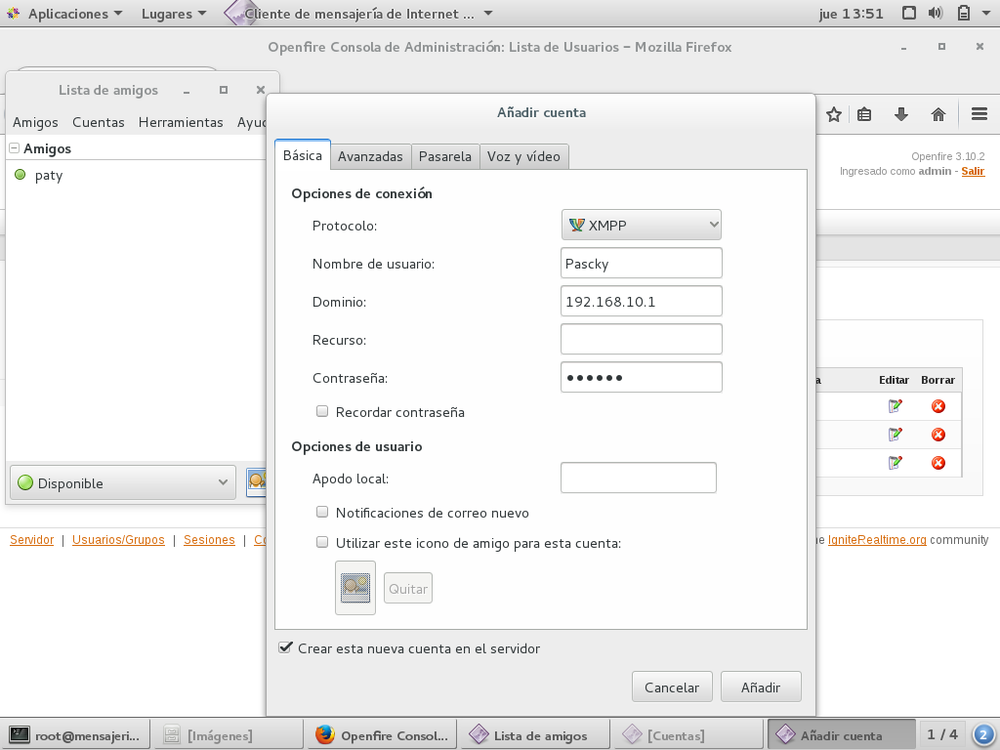 Aplicaciones Lugares Cliente de mensajería de Internet ... jue 13:51
Openfire Consola de Administración: Lista de Usuarios – Mozilla Firefox
Lista de amigos
Amigos Cuentas Herramientas
Amigos
paty
Disponible
Openfire 3.10.2
Ingresado como admin - Salir
Editar Borrar
Servidor | Usuarios/Grupos | Sesiones |
IgniteRealtime.org community
Añadir cuenta
Básica Avanzadas Pasarela Voz y vídeo
Opciones de conexión
Protocolo: XMPP
Nombre de usuario: Pascky
Dominio: 192.168.10.1
Recurso:
Contraseña: ●●●●●●
Recordar contraseña
Opciones de usuario
Apodo local:
Notificaciones de correo nuevo
Utilizar este icono de amigo para esta cuenta:
Quitar
Crear esta nueva cuenta en el servidor
Cancelar Añadir
root@mensajeri... [Imágenes] Openfire Consol... Lista de amigos [Cuentas] Añadir cuenta 1 / 4 2